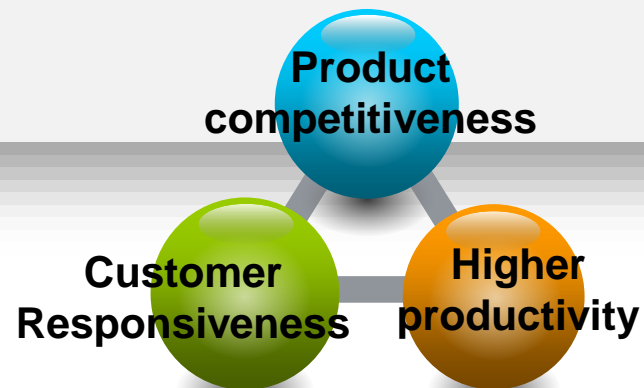 Product
competitiveness
Customer
Responsiveness
Higher
productivity